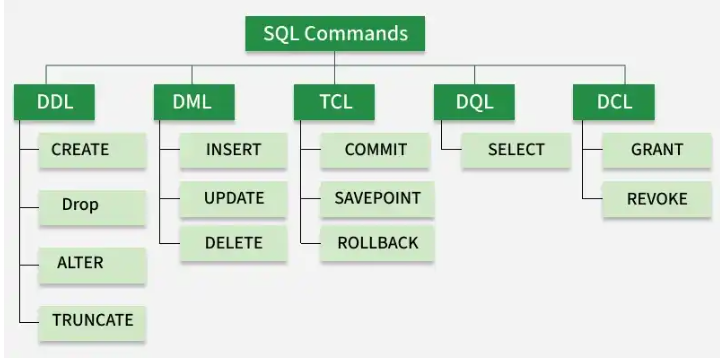 SQL Commands
DDL
DML
TCL
DQL
DCL
CREATE
INSERT
COMMIT
SELECT
GRANT
Drop
UPDATE
SAVEPOINT
REVOKE
ALTER
DELETE
ROLLBACK
TRUNCATE